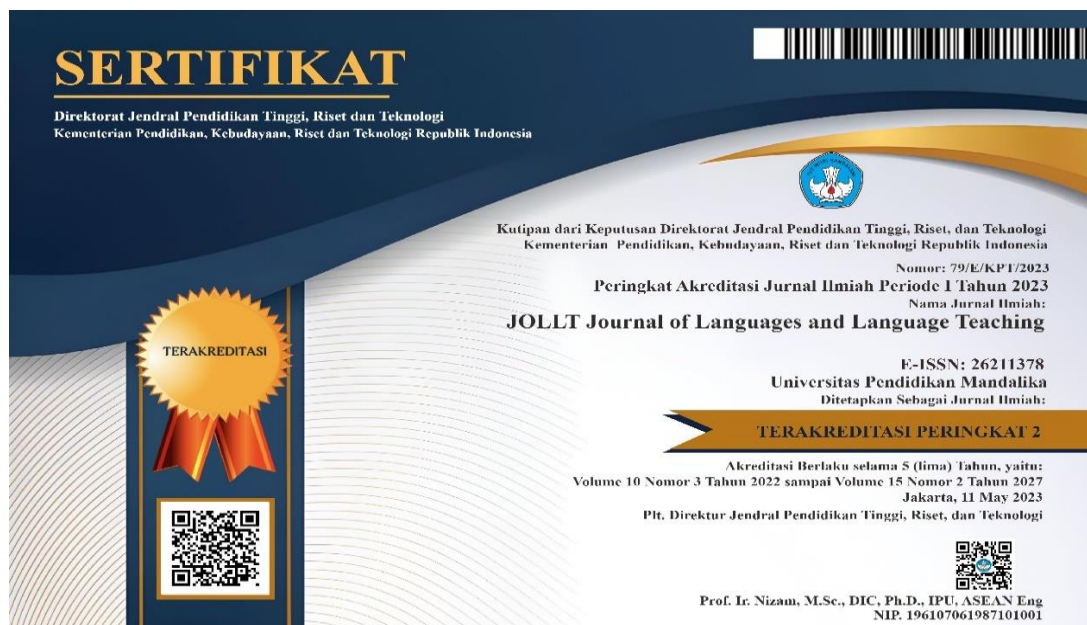 SERTIFIKAT
Direktorat Jendral Pendidikan Tinggi, Riset dan Teknologi
Kementerian Pendidikan, Kebudayaan, Riset dan Teknologi Republik Indonesia
Kutipan dari Keputusan Direktorat Jendral Pendidikan Tinggi, Riset, dan Teknologi
Kementerian Pendidikan, Kebudayaan, Riset dan Teknologi Republik Indonesia
Nomor: 79/E/KPT/2023
Peringkat Akreditasi Jurnal Ilmiah Periode I Tahun 2023
Nama Jurnal Ilmiah:
JOLLT Journal of Languages and Language Teaching
E-ISSN: 26211378
Universitas Pendidikan Mandalika
Ditetapkan Sebagai Jurnal Ilmiah:
TERAKREDITASI PERINGKAT 2
TERAKREDITASI
Akreditasi Berlaku selama 5 (lima) Tahun, yaitu:
Volume 10 Nomor 3 Tahun 2022 sampai Volume 15 Nomor 2 Tahun 2027
Jakarta, 11 May 2023
Plt. Direktur Jendral Pendidikan Tinggi, Riset, dan Teknologi
Prof. Ir. Nizam, M.Sc., DIC, Ph.D., IPU, ASEAN Eng
NIP. 196107061987101001